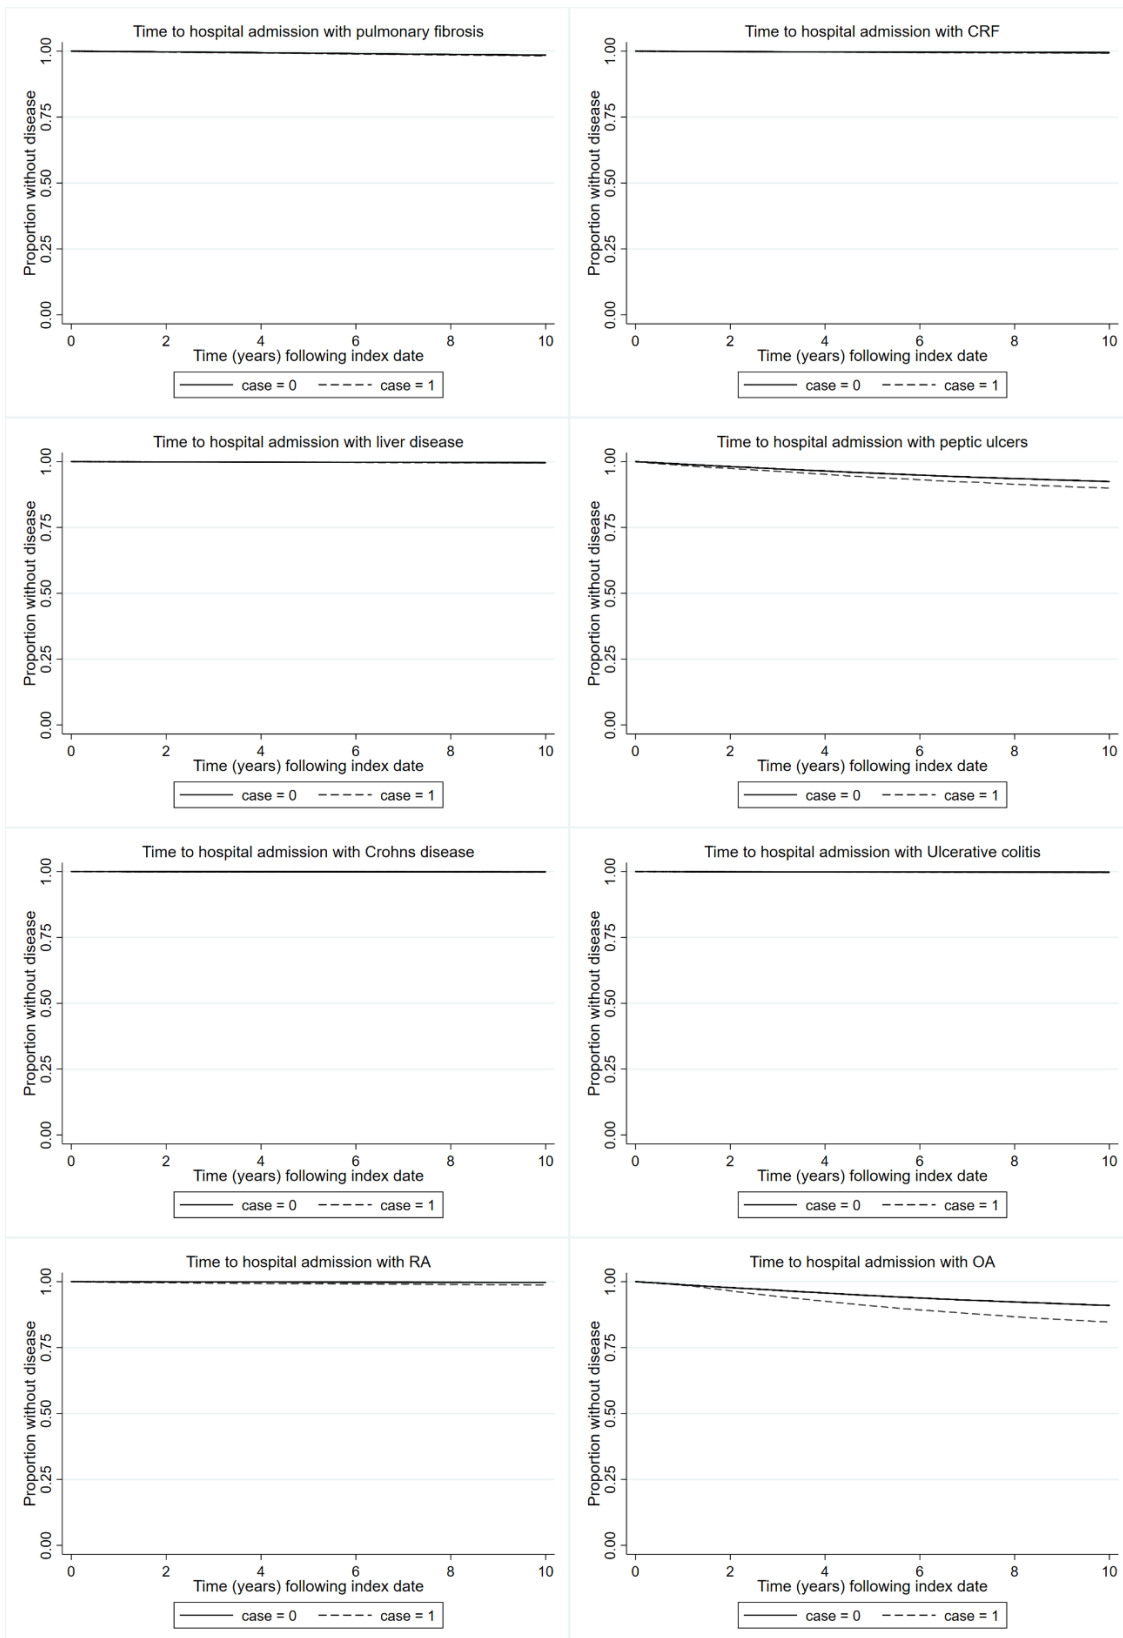 Time to hospital admission with pulmonary fibrosis
Proportion without disease
1.00
0.75
0.50
0.25
0.00
0 2 4 6 8 10
Time (years) following index date
case = 0 case = 1
Time to hospital admission with CRF
Proportion without disease
1.00
0.75
0.50
0.25
0.00
0 2 4 6 8 10
Time (years) following index date
case = 0 case = 1
Time to hospital admission with liver disease
Proportion without disease
1.00
0.75
0.50
0.25
0.00
0 2 4 6 8 10
Time (years) following index date
case = 0 case = 1
Time to hospital admission with peptic ulcers
Proportion without disease
1.00
0.75
0.50
0.25
0.00
0 2 4 6 8 10
Time (years) following index date
case = 0 case = 1
Time to hospital admission with Crohns disease
Proportion without disease
1.00
0.75
0.50
0.25
0.00
0 2 4 6 8 10
Time (years) following index date
case = 0 case = 1
Time to hospital admission with Ulcerative colitis
Proportion without disease
1.00
0.75
0.50
0.25
0.00
0 2 4 6 8 10
Time (years) following index date
case = 0 case = 1
Time to hospital admission with RA
Proportion without disease
1.00
0.75
0.50
0.25
0.00
0 2 4 6 8 10
Time (years) following index date
case = 0 case = 1
Time to hospital admission with OA
Proportion without disease
1.00
0.75
0.50
0.25
0.00
0 2 4 6 8 10
Time (years) following index date
case = 0 case = 1